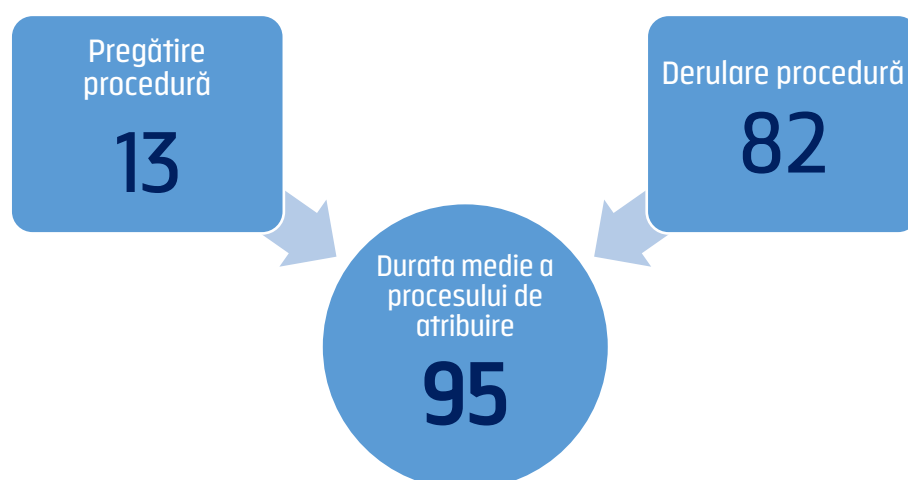 Pregătire
procedură
13
Derulare procedură
82
Durata medie a
procesului de
atribuire
95